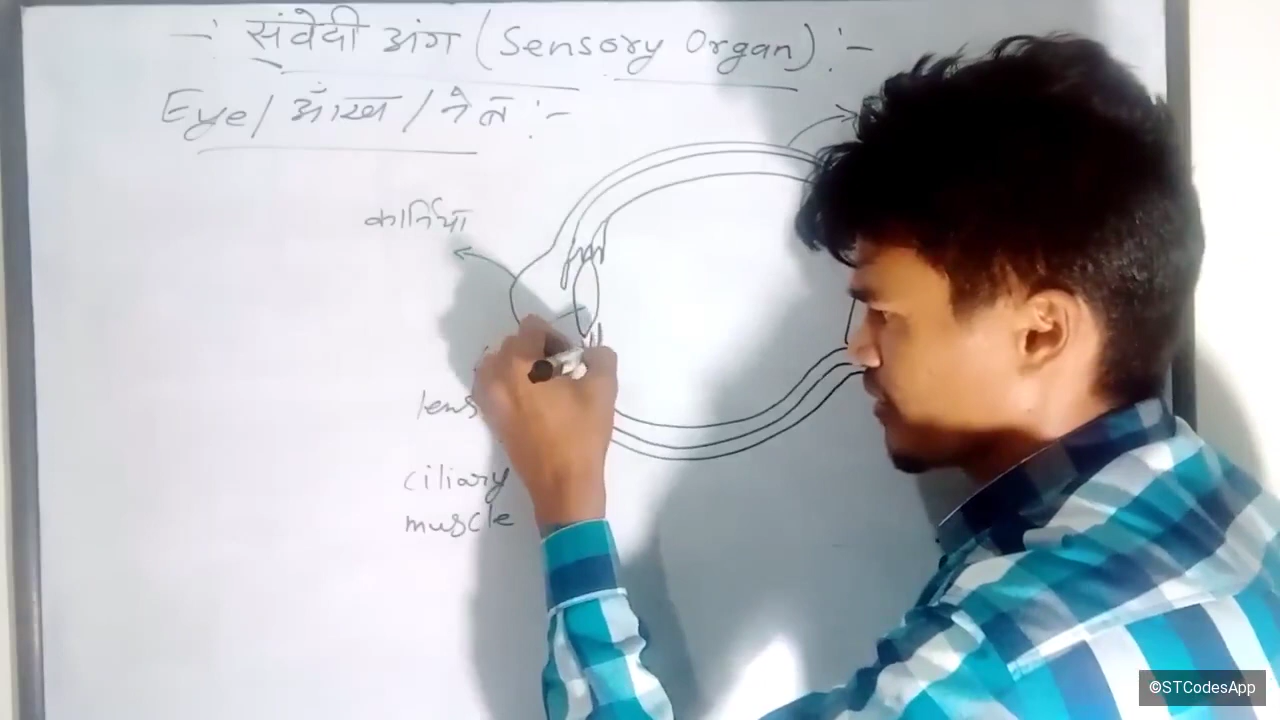 -: संवेदी अंग (Sensory Organ) :-
Eye / आँख / नेत्र :-
कार्निया
lens
ciliary
muscle
©STCodesApp